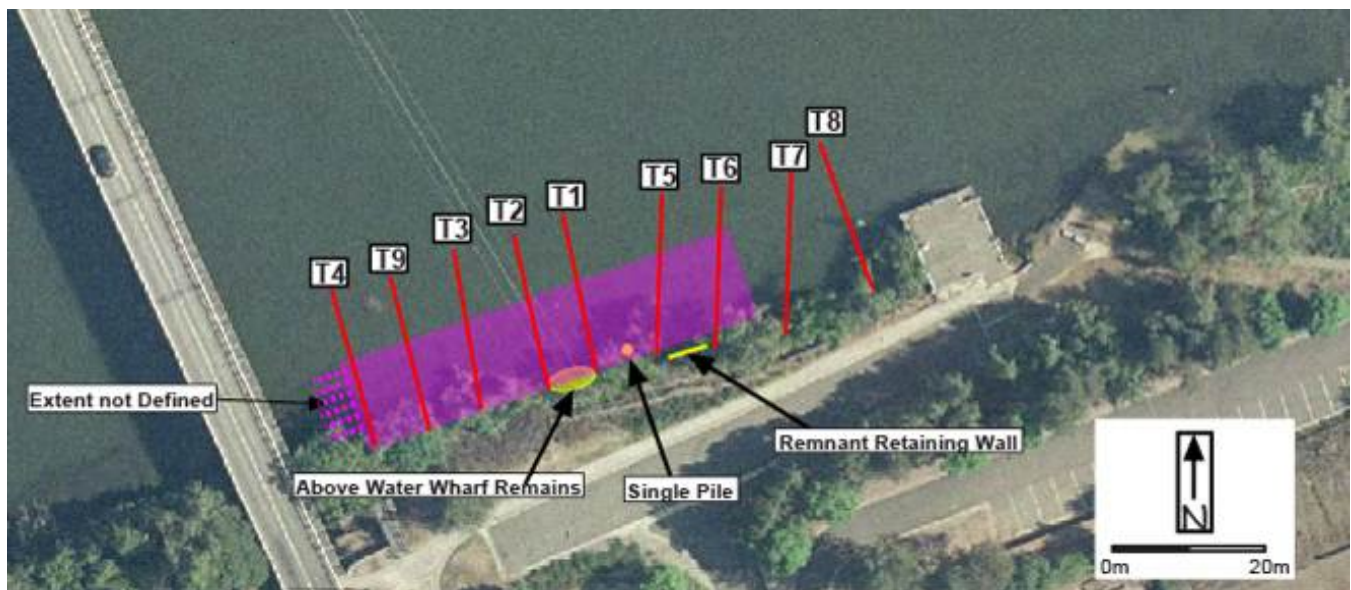 T8
T7
T6
T5
T1
T2
T3
T9
T4
Extent not Defined
Above Water Wharf Remains
Single Pile
Remnant Retaining Wall
N
0m 20m